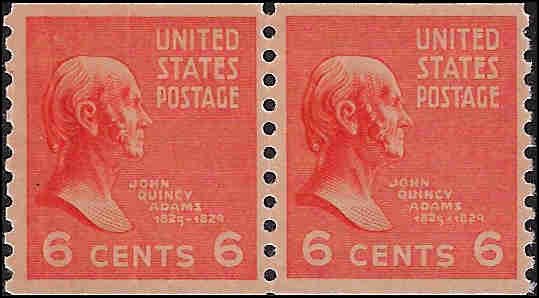 UNITED
STATES
POSTAGE
JOHN
QUINCY
ADAMS
1825-1829
6 CENTS 6
UNITED
STATES
POSTAGE
JOHN
QUINCY
ADAMS
1825-1829
6 CENTS 6